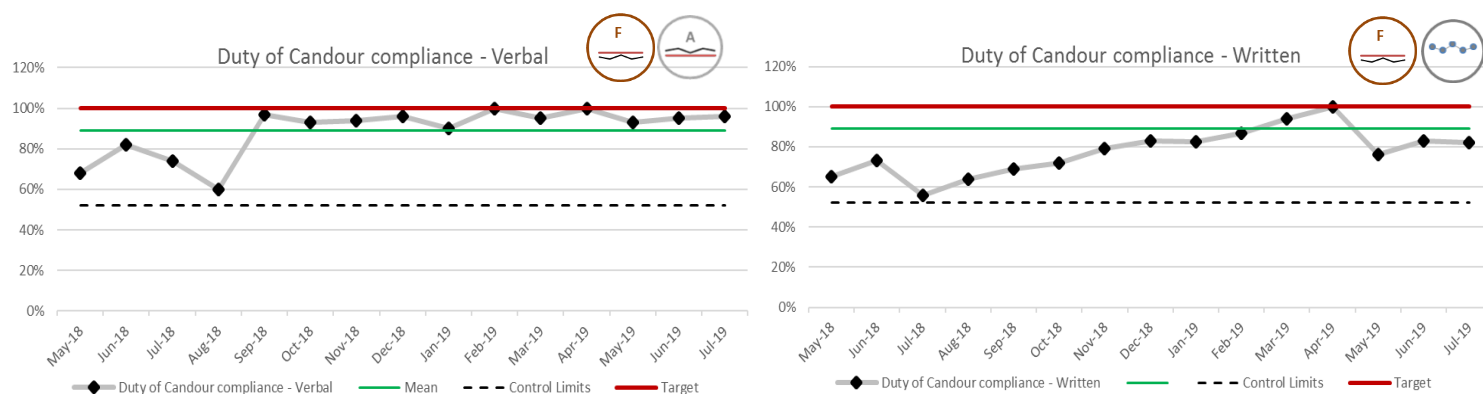 Duty of Candour compliance - Verbal
F
A
120%
100%
80%
60%
40%
20%
0%
May-18
Jun-18
Jul-18
Aug-18
Sep-18
Oct-18
Nov-18
Dec-18
Jan-19
Feb-19
Mar-19
Apr-19
May-19
Jun-19
Jul-19
Duty of Candour compliance - Verbal
Mean
Control Limits
Target
Duty of Candour compliance - Written
F
120%
100%
80%
60%
40%
20%
0%
May-18
Jun-18
Jul-18
Aug-18
Sep-18
Oct-18
Nov-18
Dec-18
Jan-19
Feb-19
Mar-19
Apr-19
May-19
Jun-19
Jul-19
Duty of Candour compliance - Written
Control Limits
Target